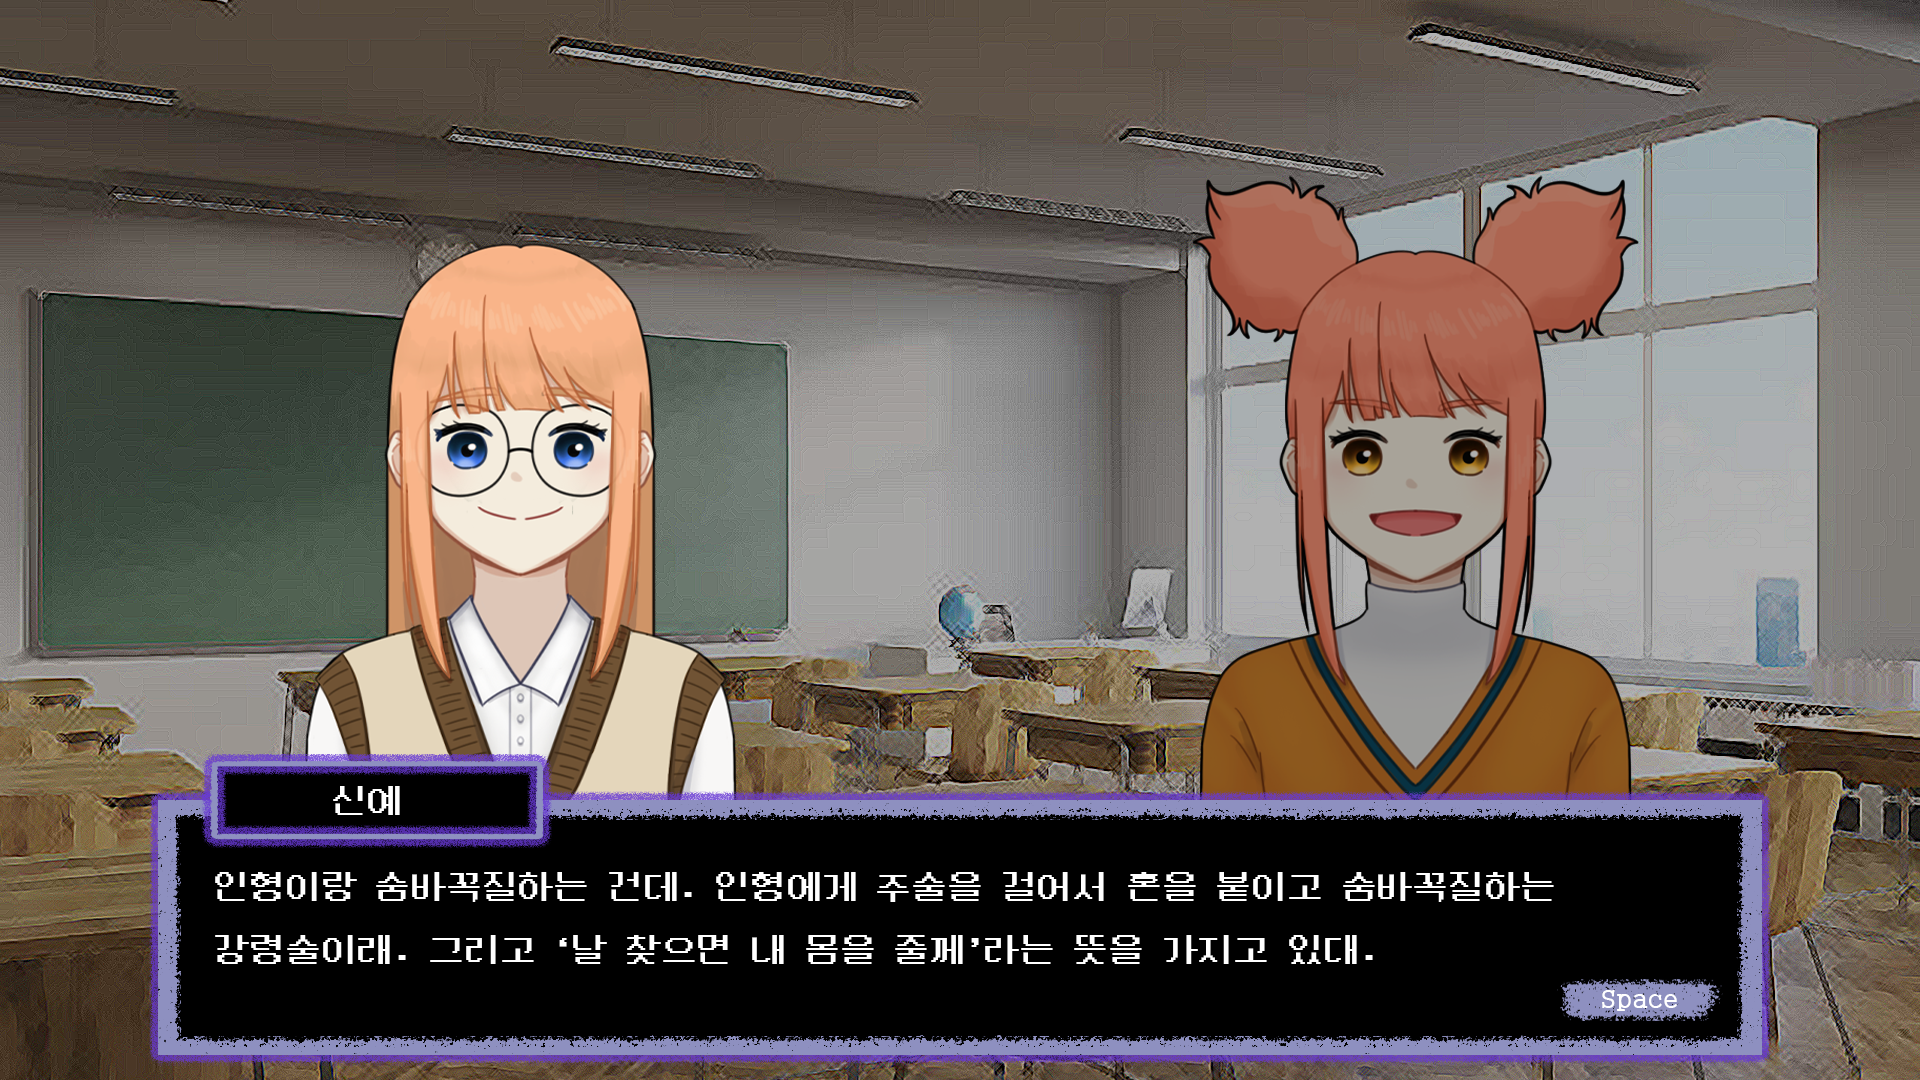 신예
인형이랑 숨바꼭질하는 건데. 인형에게 주술을 걸어서 혼을 붙이고 숨바꼭질하는
강령술이래. 그리고 ‘날 찾으면 내 몸을 줄께’라는 뜻을 가지고 있대.
Space